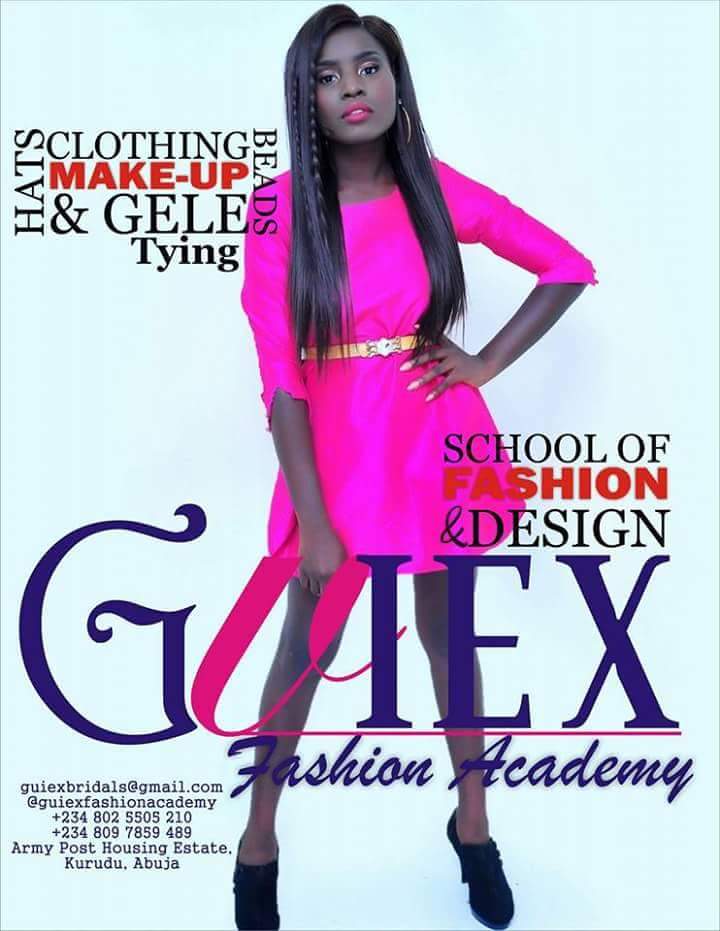 HATS
CLOTHING
MAKE-UP
& GELE
Tying
BEADS
SCHOOL OF
FASHION
&DESIGN
GUIEX
Fashion Academy
guiexbridals@gmail.com
@guiexfashionacademy
+234 802 5505 210
+234 809 7859 489
Army Post Housing Estate,
Kurudu, Abuja